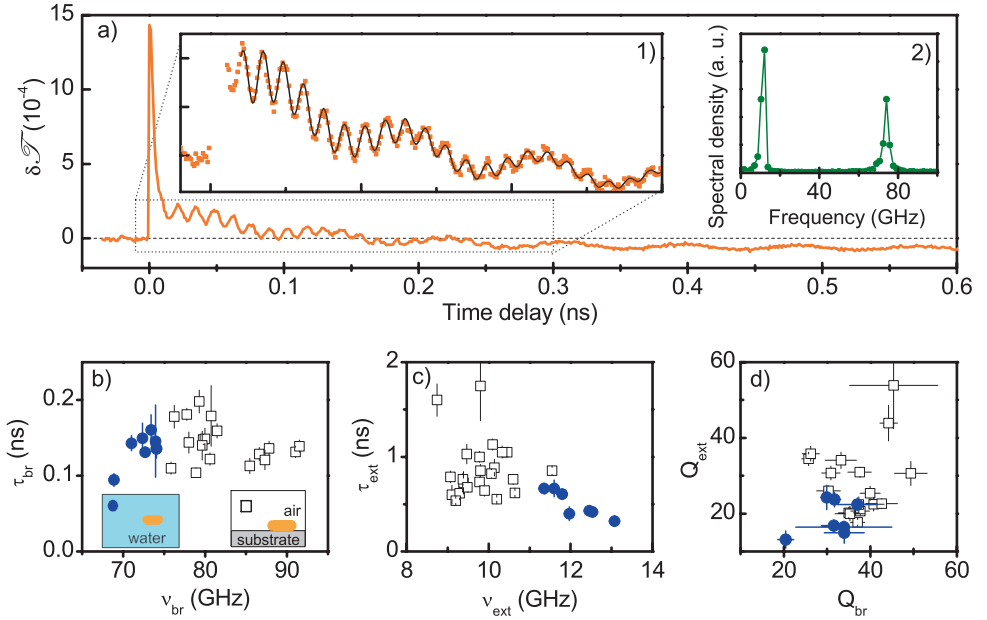 a)
1)
2)
δ𝒯 (10⁻⁴)
15
10
5
0
0.0 0.1 0.2 0.3 0.4 0.5 0.6
Time delay (ns)
Spectral density (a. u.)
0 40 80
Frequency (GHz)
b)
τbr (ns)
0.2
0.1
0.0
water
air
substrate
70 80 90
νbr (GHz)
c)
τext (ns)
2
1
0
8 10 12 14
νext (GHz)
d)
Qext
60
40
20
20 40 60
Qbr